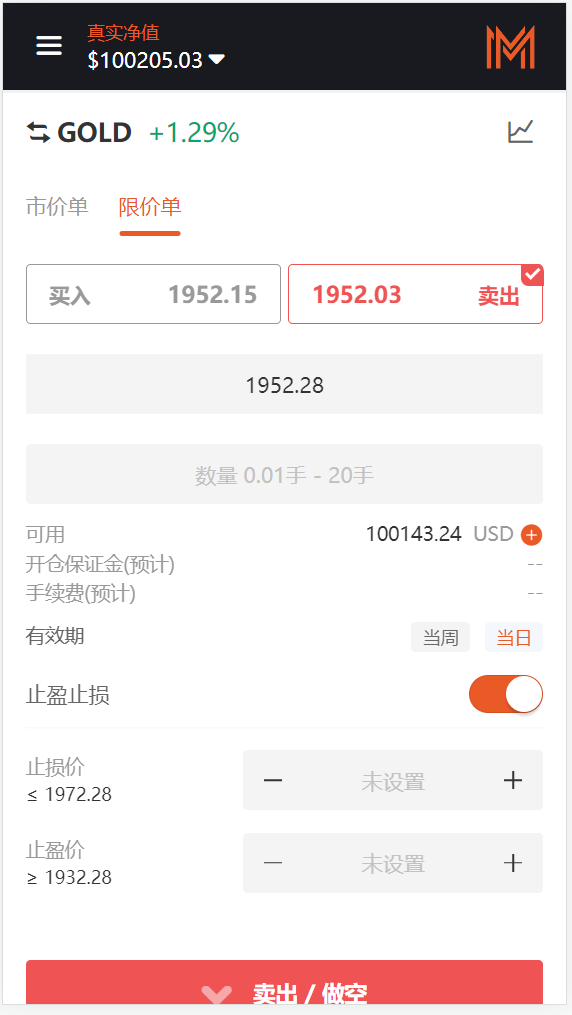 真实净值
$100205.03
GOLD +1.29%
市价单 限价单
买入 1952.15 1952.03 卖出
1952.28
数量 0.01手 - 20手
可用 100143.24 USD
开仓保证金(预计) --
手续费(预计) --
有效期 当周 当日
止盈止损
止损价
≤ 1972.28
未设置
止盈价
≥ 1932.28
未设置
卖出 / 做空